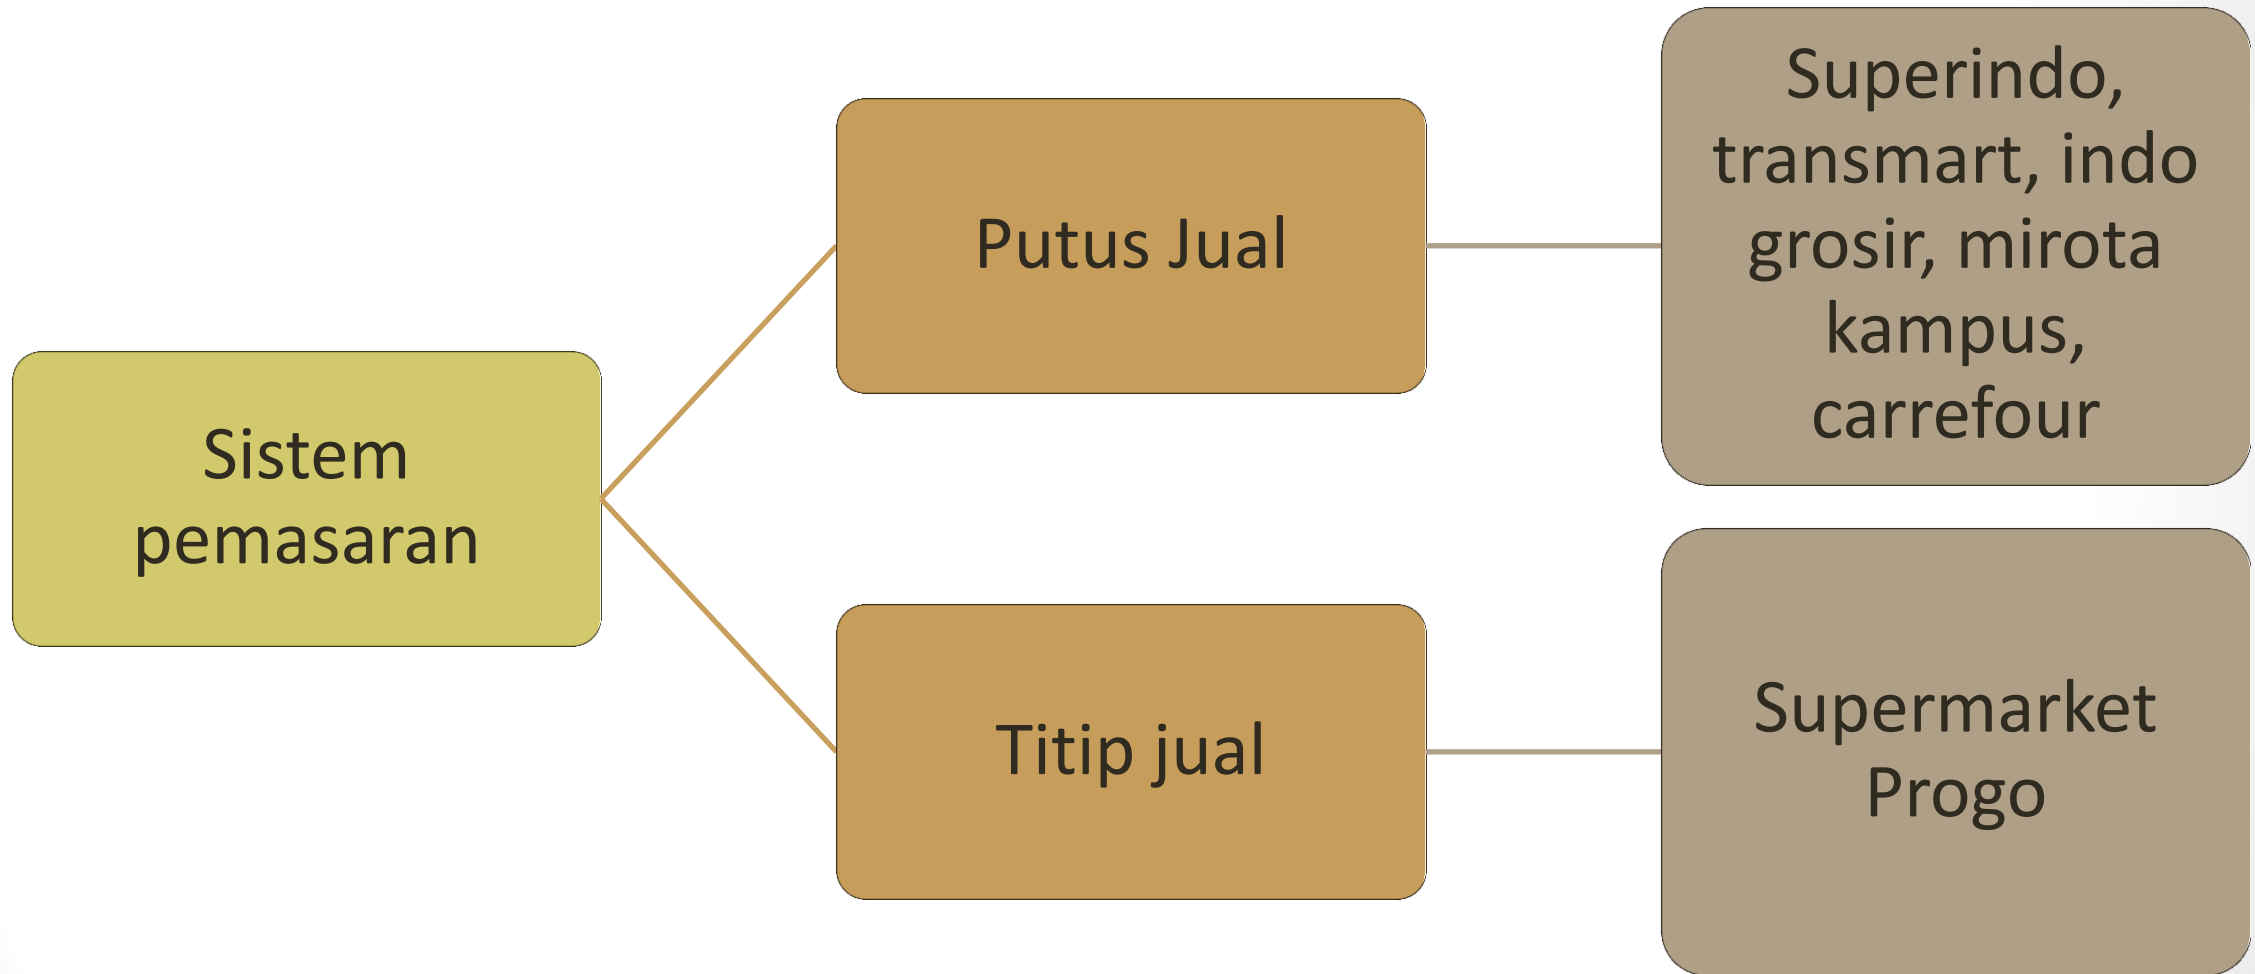 Sistem
pemasaran
Putus Jual
Superindo,
transmart, indo
grosir, mirota
kampus,
carrefour
Titip jual
Supermarket
Progo